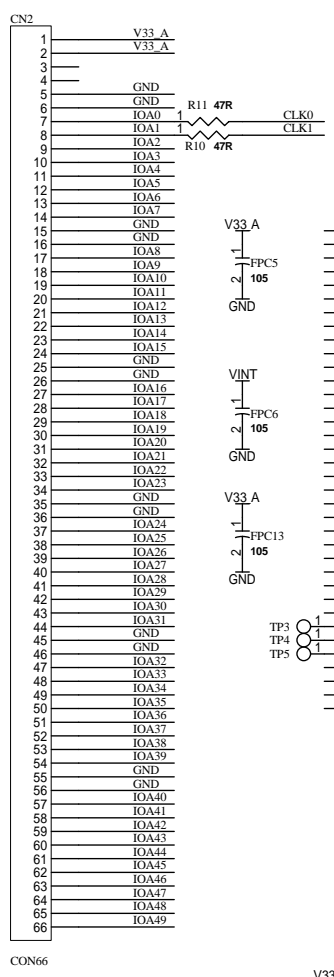 CN2
1 V33_A
2 V33_A
3
4
5 GND
6 GND
7 IOA0 1 R11 47R CLK0
8 IOA1 1 R10 47R CLK1
9 IOA2
10 IOA3
11 IOA4
12 IOA5
13 IOA6
14 IOA7
15 GND
16 GND
17 IOA8
18 IOA9
19 IOA10
20 IOA11
21 IOA12
22 IOA13
23 IOA14
24 IOA15
25 GND
26 GND
27 IOA16
28 IOA17
29 IOA18
30 IOA19
31 IOA20
32 IOA21
33 IOA22
34 IOA23
35 GND
36 GND
37 IOA24
38 IOA25
39 IOA26
40 IOA27
41 IOA28
42 IOA29
43 IOA30
44 IOA31
45 GND
46 GND
47 IOA32
48 IOA33
49 IOA34
50 IOA35
51 IOA36
52 IOA37
53 IOA38
54 IOA39
55 GND
56 GND
57 IOA40
58 IOA41
59 IOA42
60 IOA43
61 IOA44
62 IOA45
63 IOA46
64 IOA47
65 IOA48
66 IOA49
CON66
V33_A
1
FPC5
2
105
GND
VINT
1
FPC6
2
105
GND
V33_A
1
FPC13
2
105
GND
TP3 1
TP4 1
TP5 1
V33